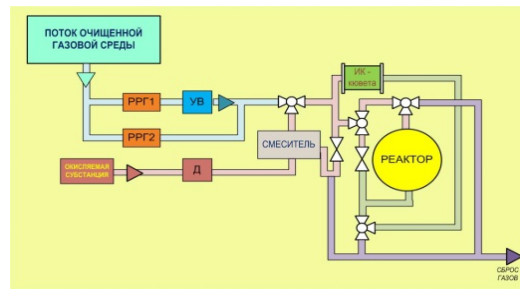 ПОТОК ОЧИЩЕННОЙ
ГАЗОВОЙ СРЕДЫ
ИК -
кювета
РРГ1
УВ
РРГ2
СМЕСИТЕЛЬ
РЕАКТОР
ОКИСЛЯЕМАЯ
СУБСТАНЦИЯ
Д
СБРОС
ГАЗОВ